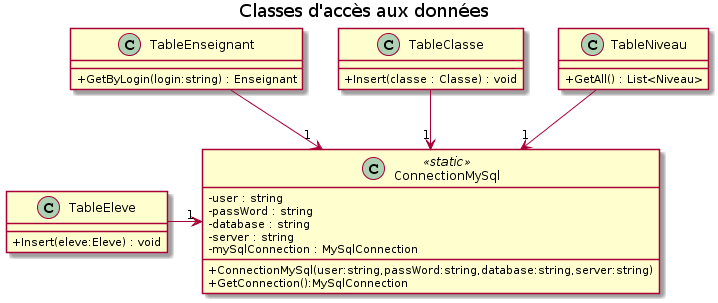 Classes d'accès aux données
C TableEnseignant
+GetByLogin(login:string) : Enseignant
C TableClasse
+Insert(classe : Classe) : void
C TableNiveau
+GetAll() : List<Niveau>
1
1
1
C «static»
ConnectionMySql
-user : string
-passWord : string
-database : string
-server : string
-mySqlConnection : MySqlConnection
+ConnectionMySql(user:string,passWord:string,database:string,server:string)
+GetConnection():MySqlConnection
C TableEleve
+Insert(eleve:Eleve) : void
1